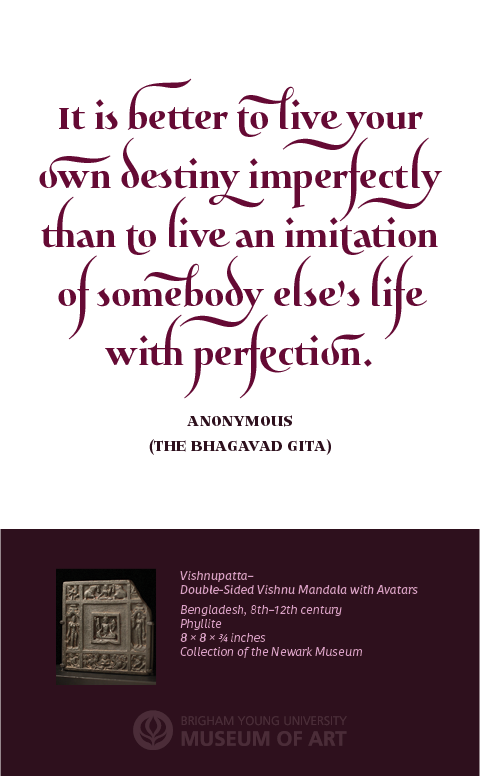 It is better to live your
own destiny imperfectly
than to live an imitation
of somebody else's life
with perfection.
ANONYMOUS
(THE BHAGAVAD GITA)
Vishnupatta–
Double-Sided Vishnu Mandala with Avatars
Bengladesh, 8th–12th century
Phyllite
8 × 8 × ¾ inches
Collection of the Newark Museum
BRIGHAM YOUNG UNIVERSITY
MUSEUM OF ART